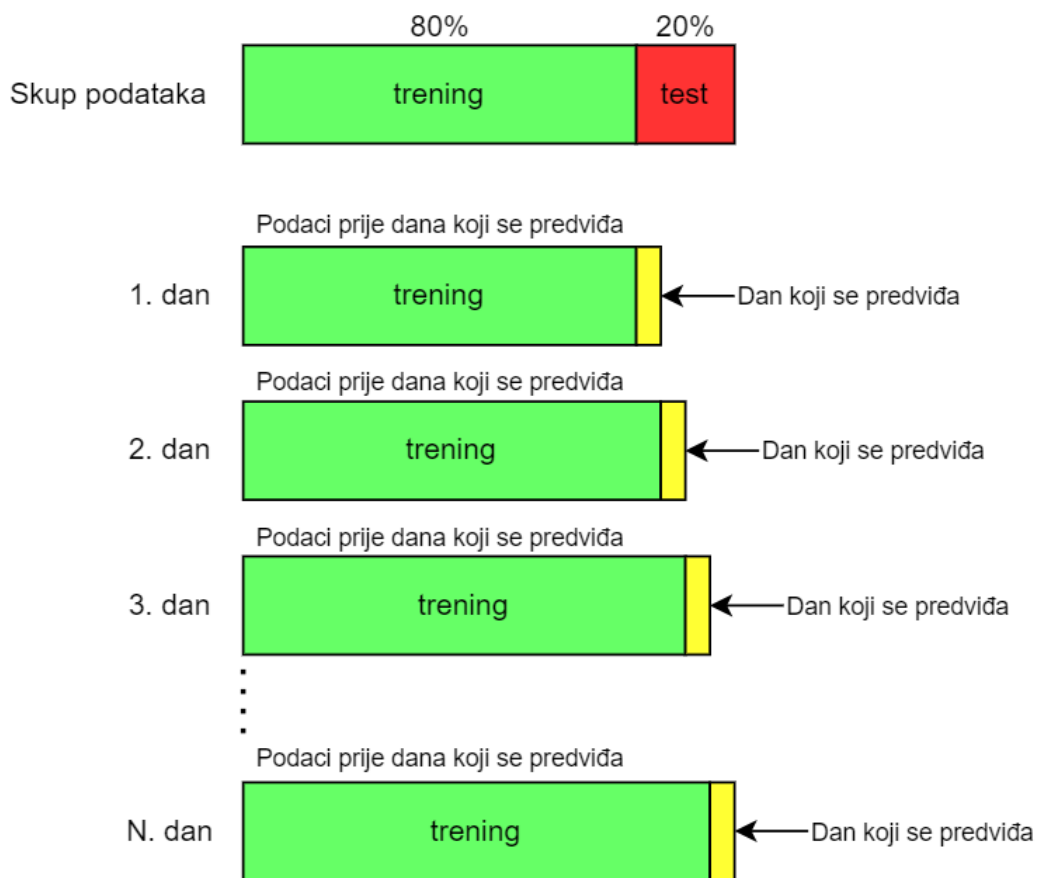 80% 20%
Skup podataka trening test
Podaci prije dana koji se predviđa
1. dan trening Dan koji se predviđa
Podaci prije dana koji se predviđa
2. dan trening Dan koji se predviđa
Podaci prije dana koji se predviđa
3. dan trening Dan koji se predviđa
Podaci prije dana koji se predviđa
N. dan trening Dan koji se predviđa